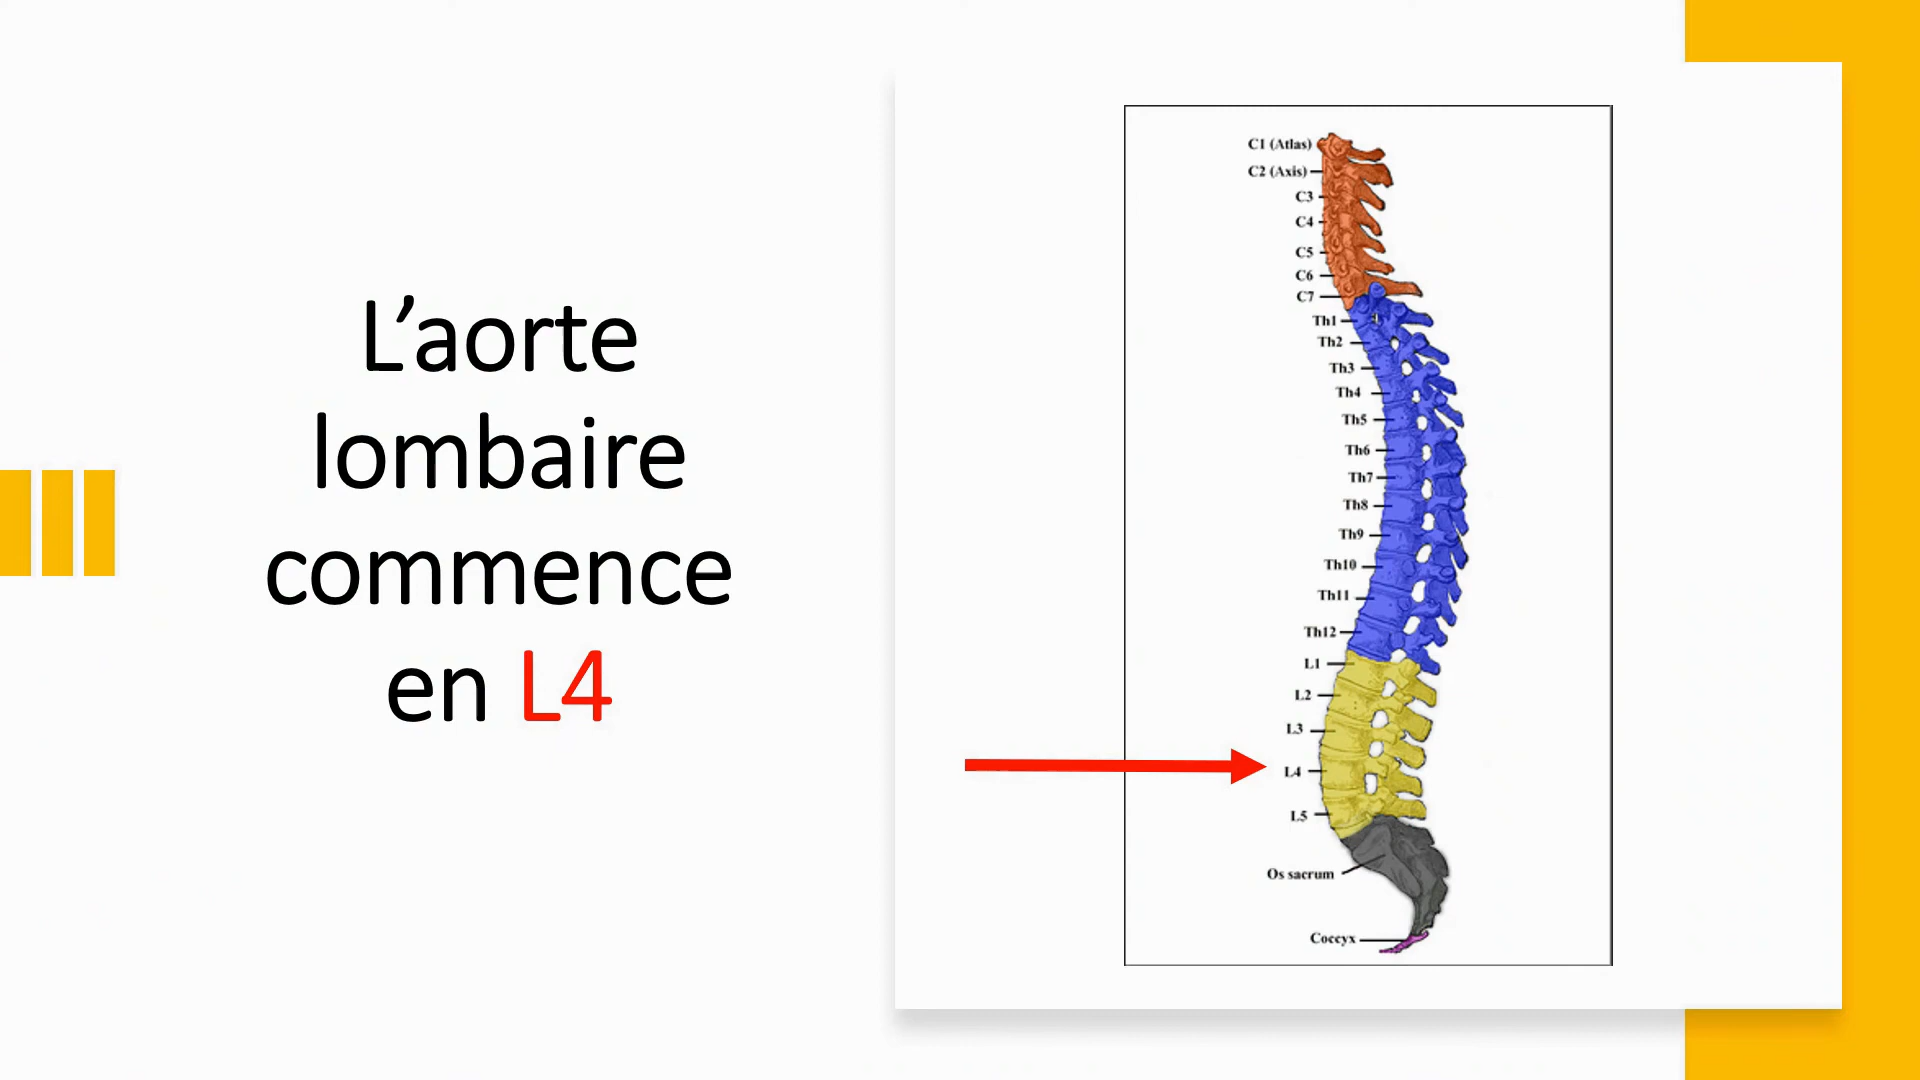 L’aorte
lombaire
commence
en L4
C1 (Atlas)
C2 (Axis)
C3
C4
C5
C6
C7
Th1
Th2
Th3
Th4
Th5
Th6
Th7
Th8
Th9
Th10
Th11
Th12
L1
L2
L3
L4
L5
Os sacrum
Coccyx